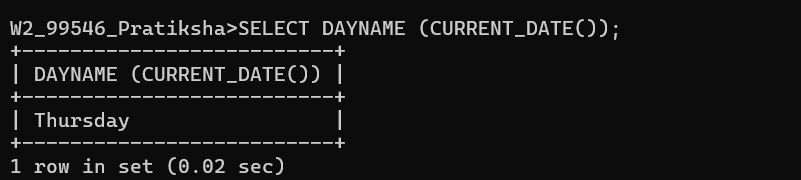 W2_99546_Pratiksha>SELECT DAYNAME (CURRENT_DATE());
+--------------------------+
| DAYNAME (CURRENT_DATE()) |
+--------------------------+
| Thursday                 |
+--------------------------+
1 row in set (0.02 sec)